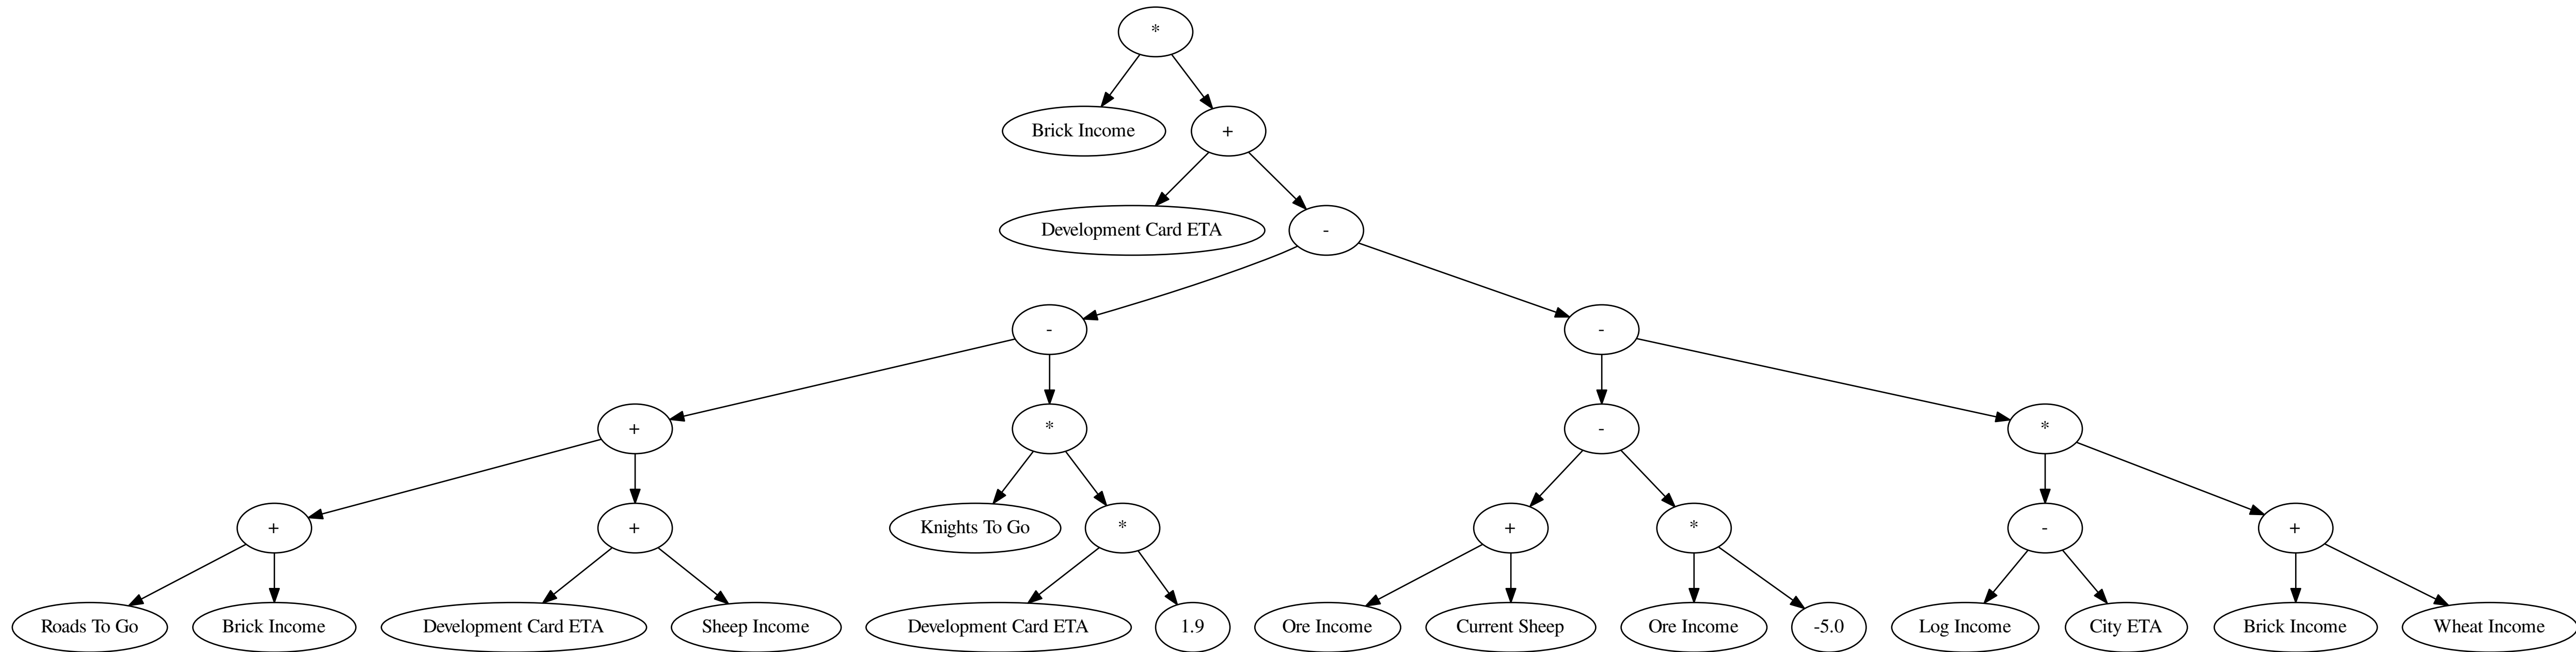 *
Brick Income
+
Development Card ETA
-
-
-
+
*
-
*
+
+
Knights To Go
*
+
*
-
+
Roads To Go
Brick Income
Development Card ETA
Sheep Income
Development Card ETA
1.9
Ore Income
Current Sheep
Ore Income
-5.0
Log Income
City ETA
Brick Income
Wheat Income